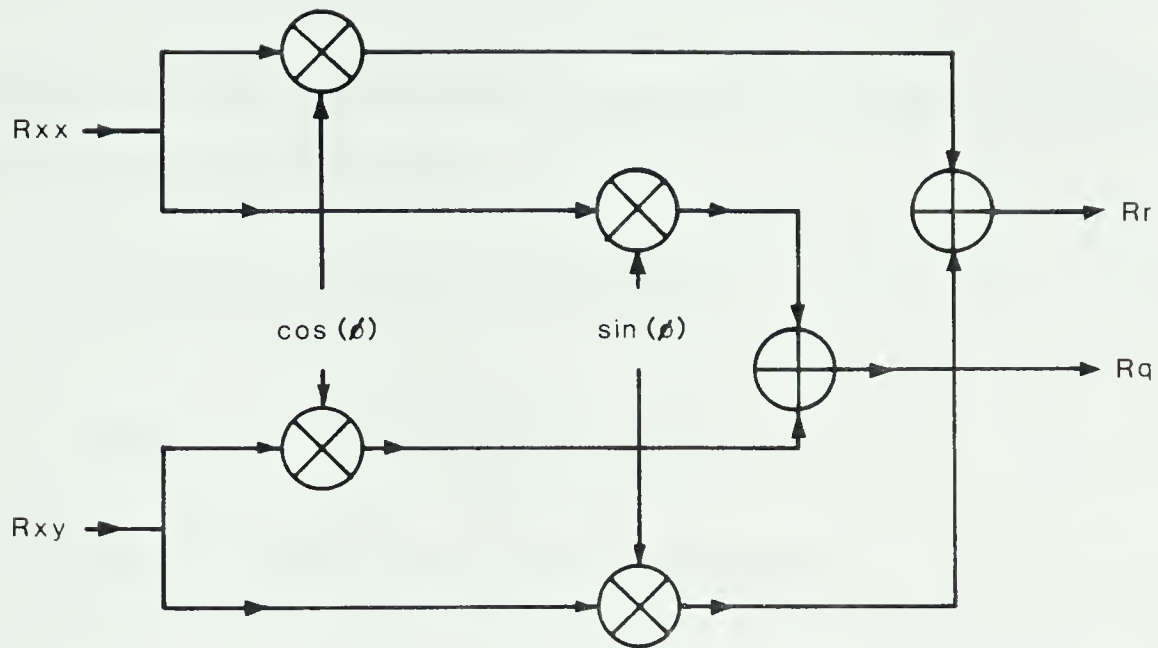 Rxx
Rr
cos (ϕ)
sin (ϕ)
Rq
Rxy